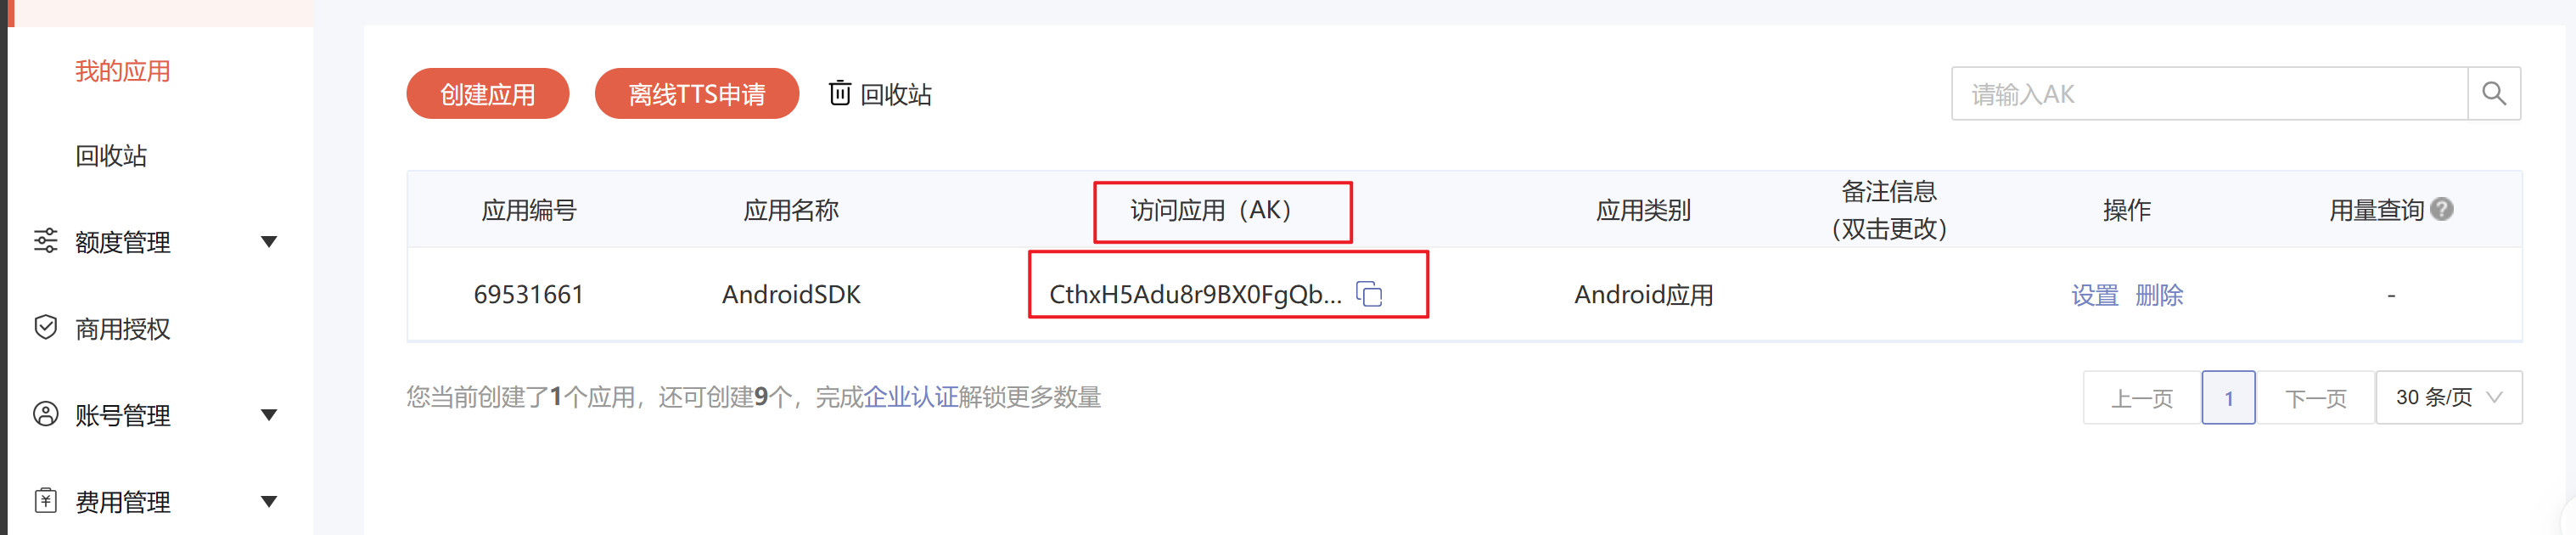 我的应用
回收站
额度管理
商用授权
账号管理
费用管理
创建应用 离线TTS申请 回收站 请输入AK
应用编号 应用名称 访问应用（AK） 应用类别 备注信息（双击更改） 操作 用量查询 ?
69531661 AndroidSDK CthxH5Adu8r9BX0FgQb... Android应用 设置 删除 -
您当前创建了1个应用，还可创建9个，完成企业认证解锁更多数量
上一页 1 下一页 30 条/页